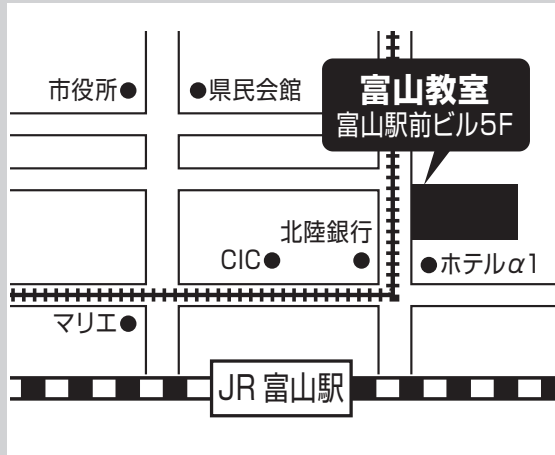 市役所
県民会館
富山教室
富山駅前ビル5F
北陸銀行
CIC
ホテルα1
マリエ
JR 富山駅